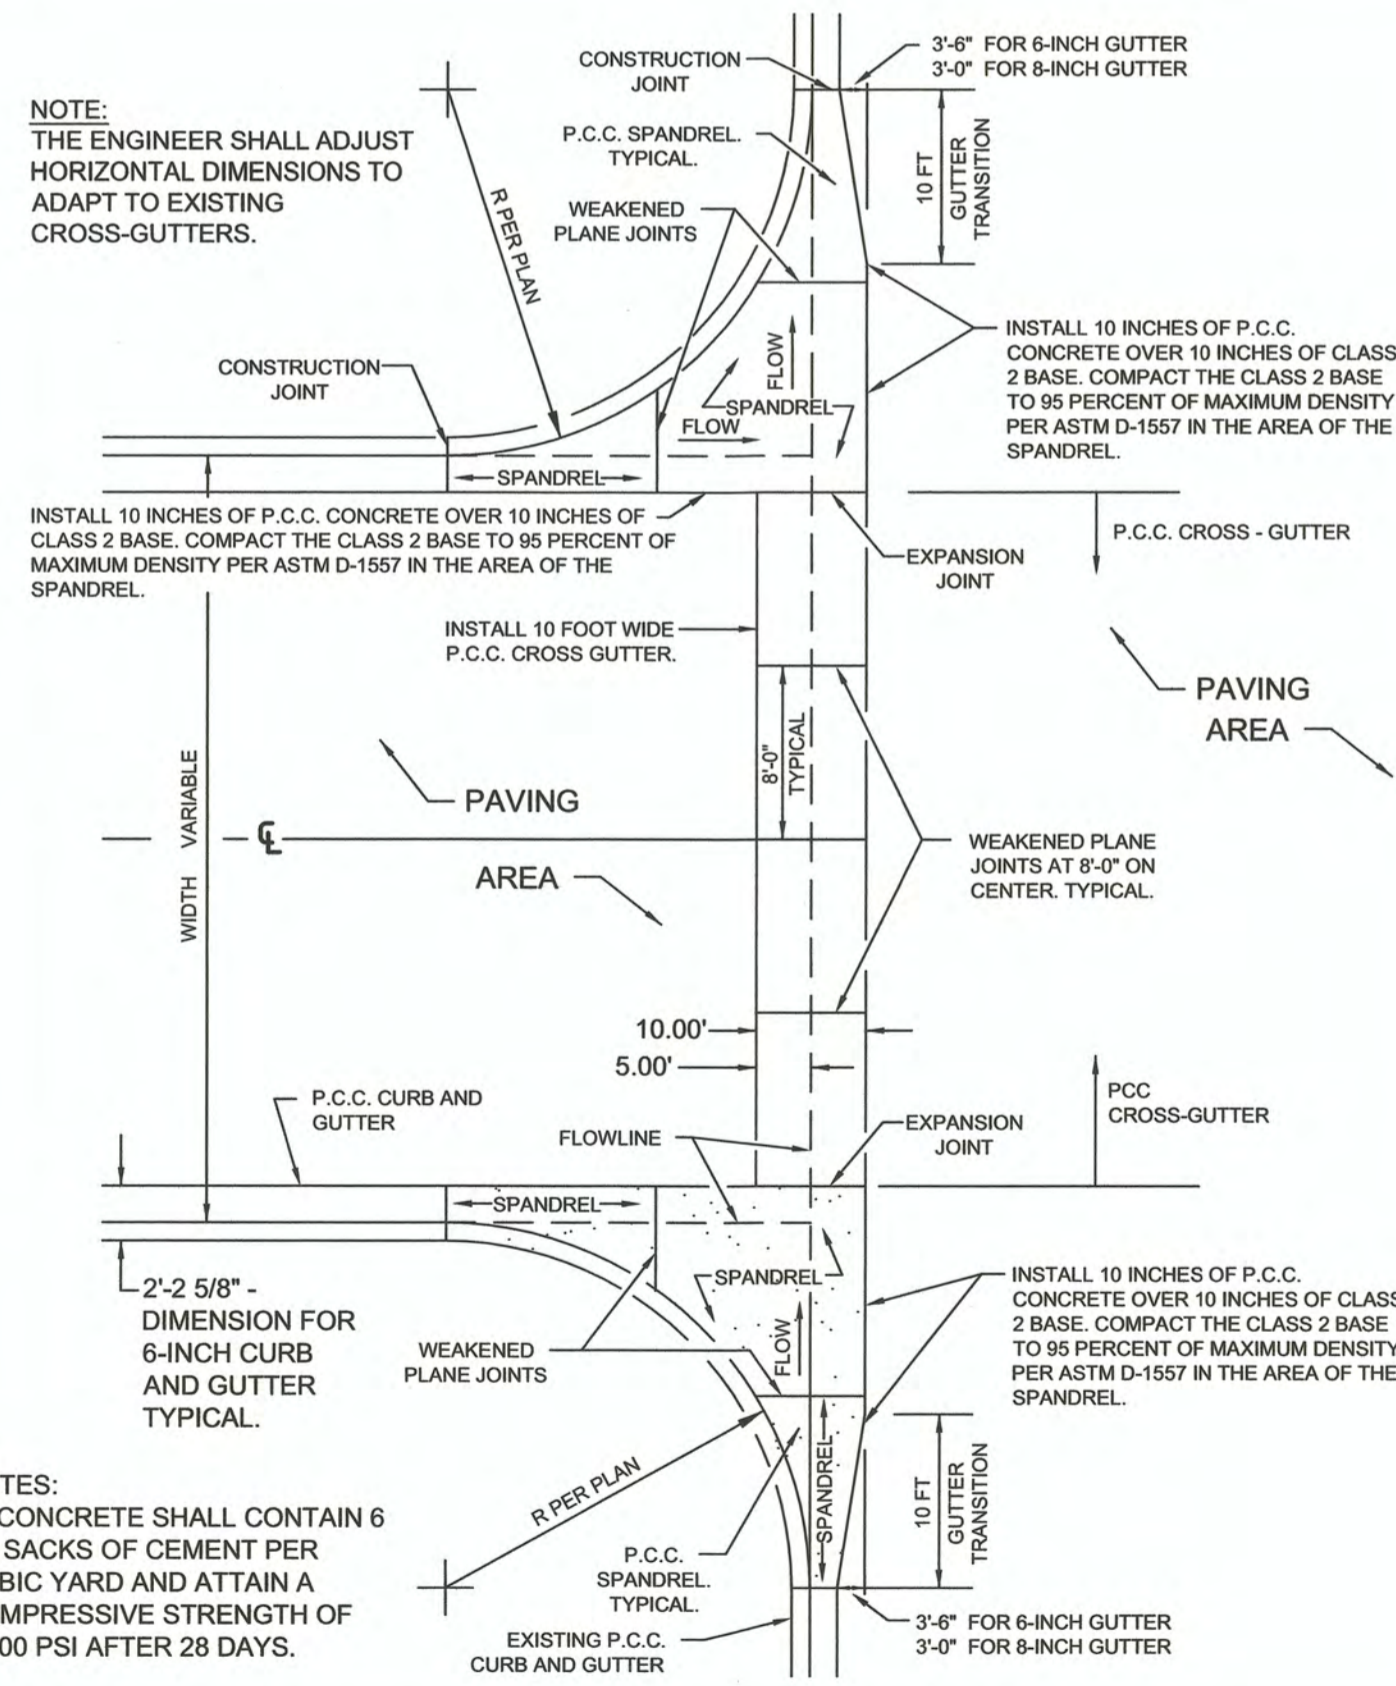 3'-6" FOR 6-INCH GUTTER
3'-0" FOR 8-INCH GUTTER
CONSTRUCTION
JOINT
NOTE:
THE ENGINEER SHALL ADJUST
HORIZONTAL DIMENSIONS TO
ADAPT TO EXISTING
CROSS-GUTTERS.
P.C.C. SPANDREL.
TYPICAL.
10 FT
GUTTER
TRANSITION
R PER PLAN
WEAKENED
PLANE JOINTS
INSTALL 10 INCHES OF P.C.C.
CONCRETE OVER 10 INCHES OF CLASS
2 BASE. COMPACT THE CLASS 2 BASE
TO 95 PERCENT OF MAXIMUM DENSITY
PER ASTM D-1557 IN THE AREA OF THE
SPANDREL.
CONSTRUCTION
JOINT
FLOW
SPANDREL
FLOW
SPANDREL
INSTALL 10 INCHES OF P.C.C. CONCRETE OVER 10 INCHES OF
CLASS 2 BASE. COMPACT THE CLASS 2 BASE TO 95 PERCENT OF
MAXIMUM DENSITY PER ASTM D-1557 IN THE AREA OF THE
SPANDREL.
P.C.C. CROSS - GUTTER
EXPANSION
JOINT
INSTALL 10 FOOT WIDE
P.C.C. CROSS GUTTER.
PAVING
AREA
8'-0"
TYPICAL
WIDTH VARIABLE
PAVING
CL
AREA
WEAKENED PLANE
JOINTS AT 8'-0" ON
CENTER. TYPICAL.
10.00'
5.00'
P.C.C. CURB AND
GUTTER
PCC
CROSS-GUTTER
FLOWLINE
EXPANSION
JOINT
SPANDREL
SPANDREL
2'-2 5/8" -
DIMENSION FOR
6-INCH CURB
AND GUTTER
TYPICAL.
INSTALL 10 INCHES OF P.C.C.
CONCRETE OVER 10 INCHES OF CLASS
2 BASE. COMPACT THE CLASS 2 BASE
TO 95 PERCENT OF MAXIMUM DENSITY
PER ASTM D-1557 IN THE AREA OF THE
SPANDREL.
FLOW
WEAKENED
PLANE JOINTS
SPANDREL
10 FT
GUTTER
TRANSITION
R PER PLAN
TES:
CONCRETE SHALL CONTAIN 6
SACKS OF CEMENT PER
BIC YARD AND ATTAIN A
MPRESSIVE STRENGTH OF
00 PSI AFTER 28 DAYS.
P.C.C.
SPANDREL.
TYPICAL.
EXISTING P.C.C.
CURB AND GUTTER
3'-6" FOR 6-INCH GUTTER
3'-0" FOR 8-INCH GUTTER